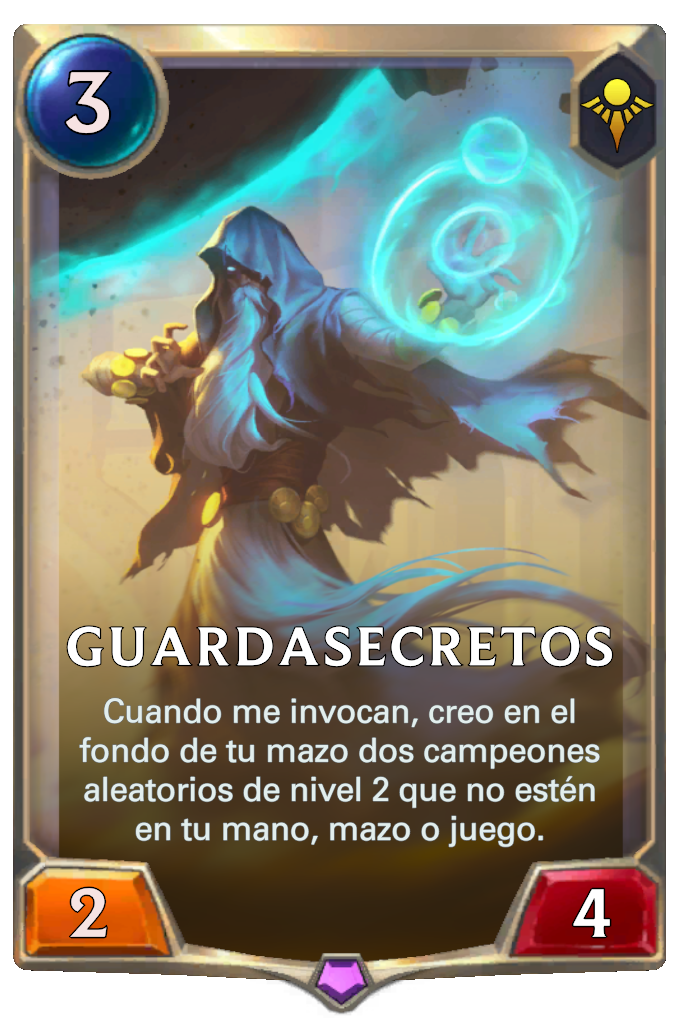 3
GUARDASECRETOS
Cuando me invocan, creo en el
fondo de tu mazo dos campeones
aleatorios de nivel 2 que no estén
en tu mano, mazo o juego.
2
4